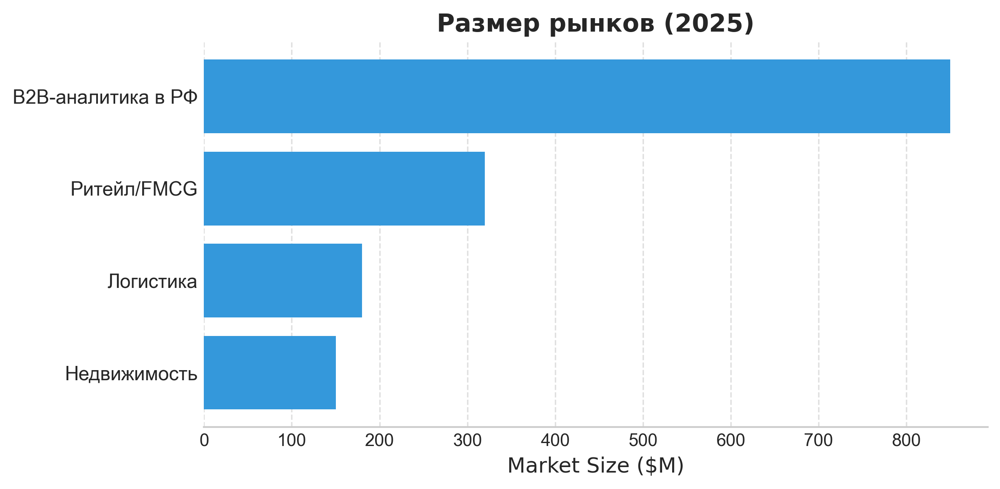 Размер рынков (2025)
B2B-аналитика в РФ
Ритейл/FMCG
Логистика
Недвижимость
0 100 200 300 400 500 600 700 800
Market Size ($M)